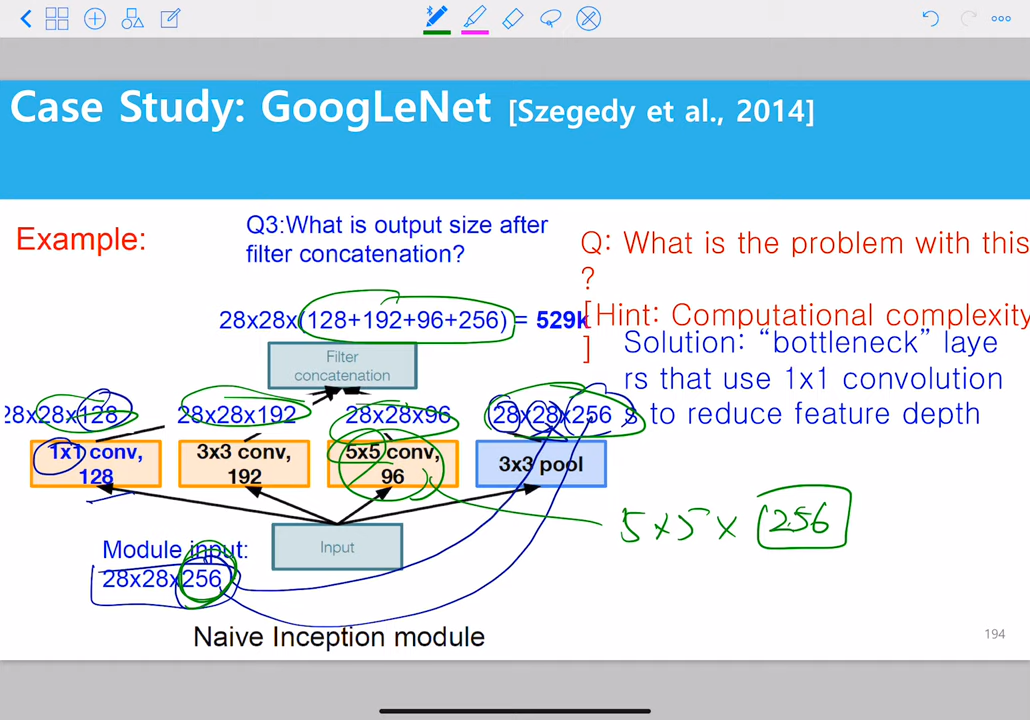 Case Study: GoogLeNet [Szegedy et al., 2014]
Example:
Q3:What is output size after
filter concatenation?
28x28x(128+192+96+256) = 529k
Q: What is the problem with this
?
[Hint: Computational complexity
]
Solution: “bottleneck” laye
rs that use 1x1 convolution
s to reduce feature depth
Filter
concatenation
28x28x128
28x28x192
28x28x96
28x28x256
1x1 conv,
128
3x3 conv,
192
5x5 conv,
96
3x3 pool
5x5x 256
Input
Module input:
28x28x256
Naive Inception module
194